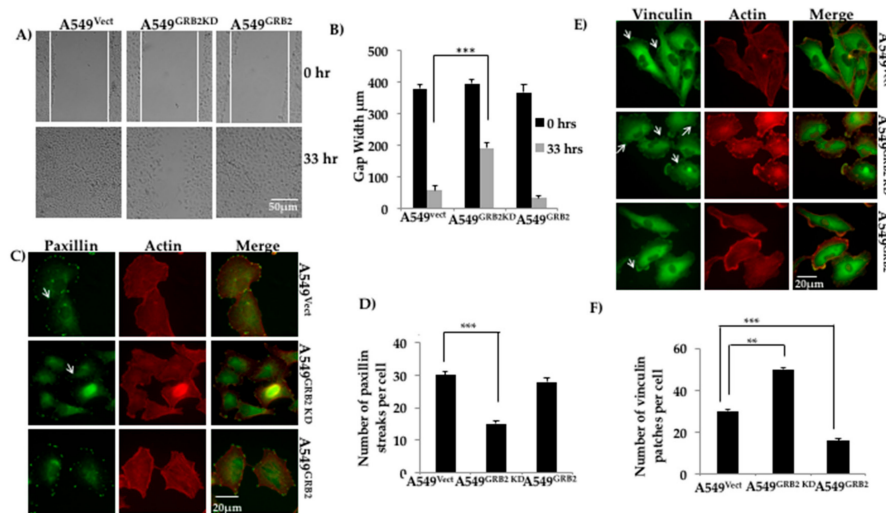 A)
A549Vect A549GRB2KD A549GRB2
0 hr
33 hr
50μm
B)
Gap Width μm
500
400
300
200
100
0
***
0 hrs
33 hrs
A549vect A549GRB2KD A549GRB2
C)
Paxillin Actin Merge
A549Vect
A549GRB2 KD
A549GRB2
20μm
D)
Number of paxillin
streaks per cell
40
30
20
10
0
***
A549Vect A549GRB2 KD A549GRB2
E)
Vinculin Actin Merge
20μm
F)
Number of vinculin
patches per cell
60
40
20
0
***
**
A549Vect A549GRB2 KD A549GRB2